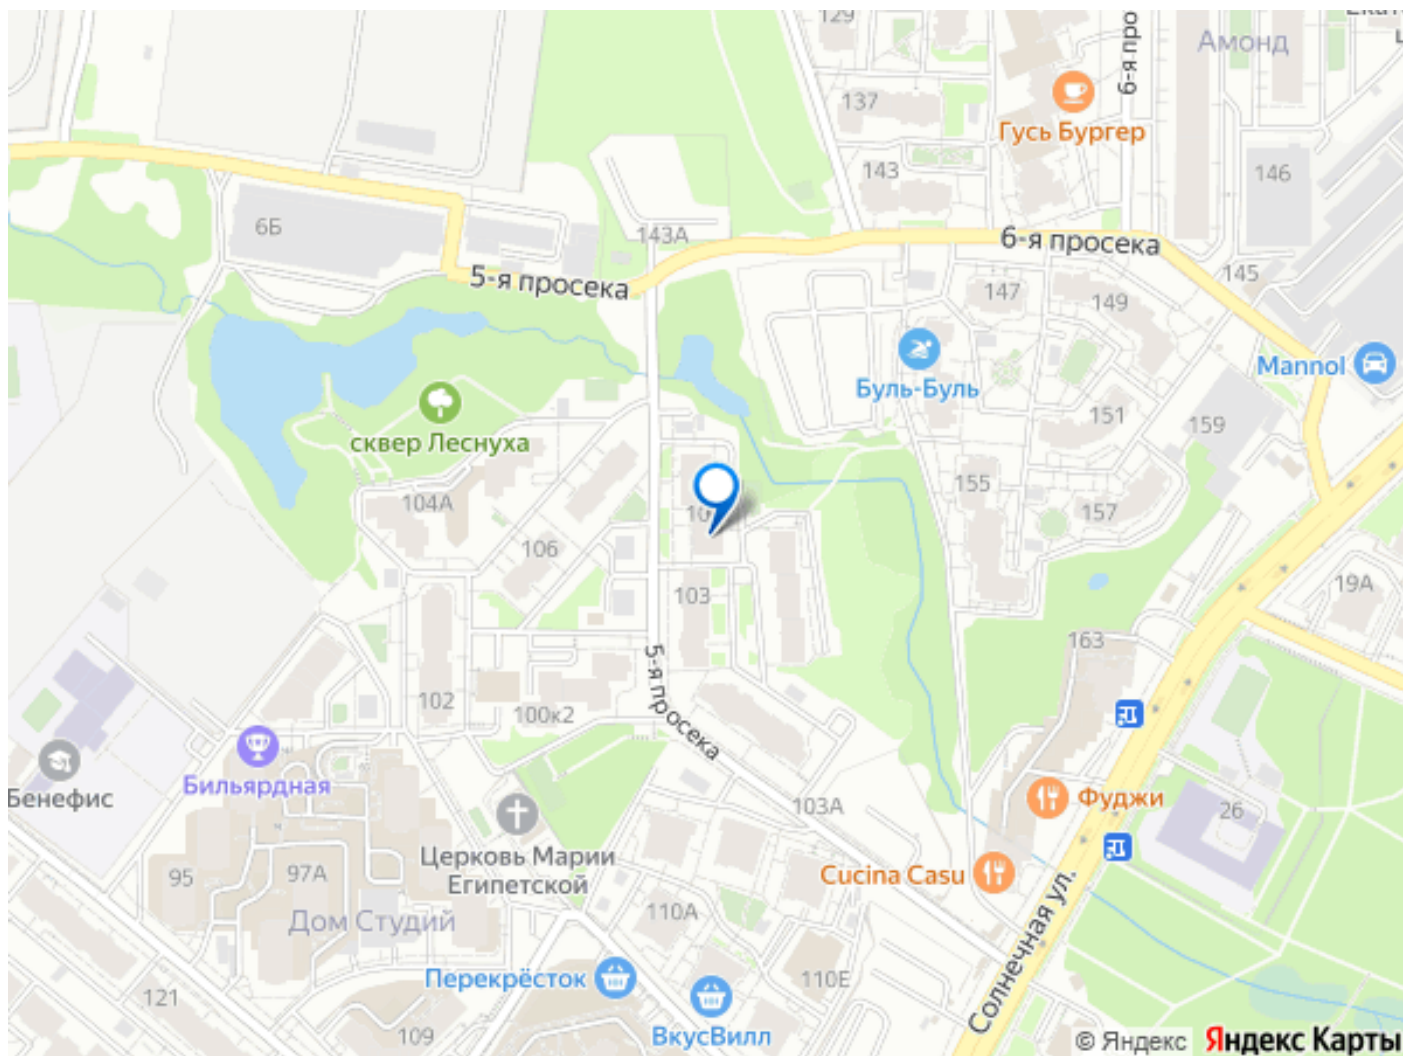 129
Амонд
6-я про
137
Гусь Бургер
143
146
6Б
143А
6-я просека
5-я просека
145
147
149
Mannol
Буль-Буль
151
159
сквер Леснуха
104А
155
157
106
103
19А
163
5-я просека
102
100к2
Бильярдная
Бенефис
103А
Фуджи
26
Церковь Марии
Египетской
Cucina Casu
95
97А
Дом Студий
110А
Солнечная ул.
Перекрёсток
110Е
121
ВкусВилл
109
© Яндекс
Яндекс Карты